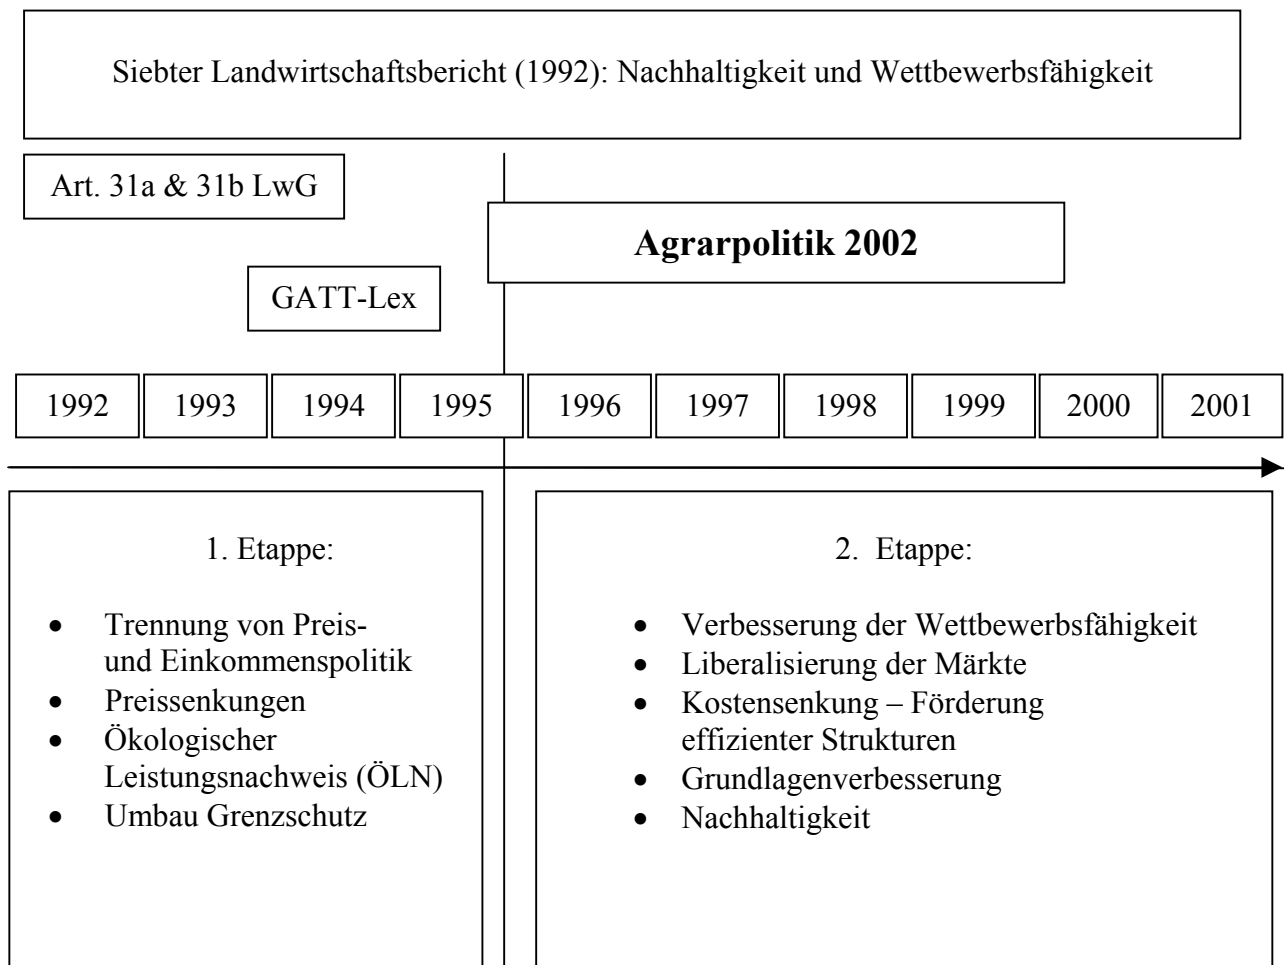 Siebter Landwirtschaftsbericht (1992): Nachhaltigkeit und Wettbewerbsfähigkeit
Art. 31a & 31b LwG
Agrarpolitik 2002
GATT-Lex
1992 1993 1994 1995 1996 1997 1998 1999 2000 2001
1. Etappe:
• Trennung von Preis-
und Einkommenspolitik
• Preissenkungen
• Ökologischer
Leistungsnachweis (ÖLN)
• Umbau Grenzschutz
2. Etappe:
• Verbesserung der Wettbewerbsfähigkeit
• Liberalisierung der Märkte
• Kostensenkung – Förderung
effizienter Strukturen
• Grundlagenverbesserung
• Nachhaltigkeit